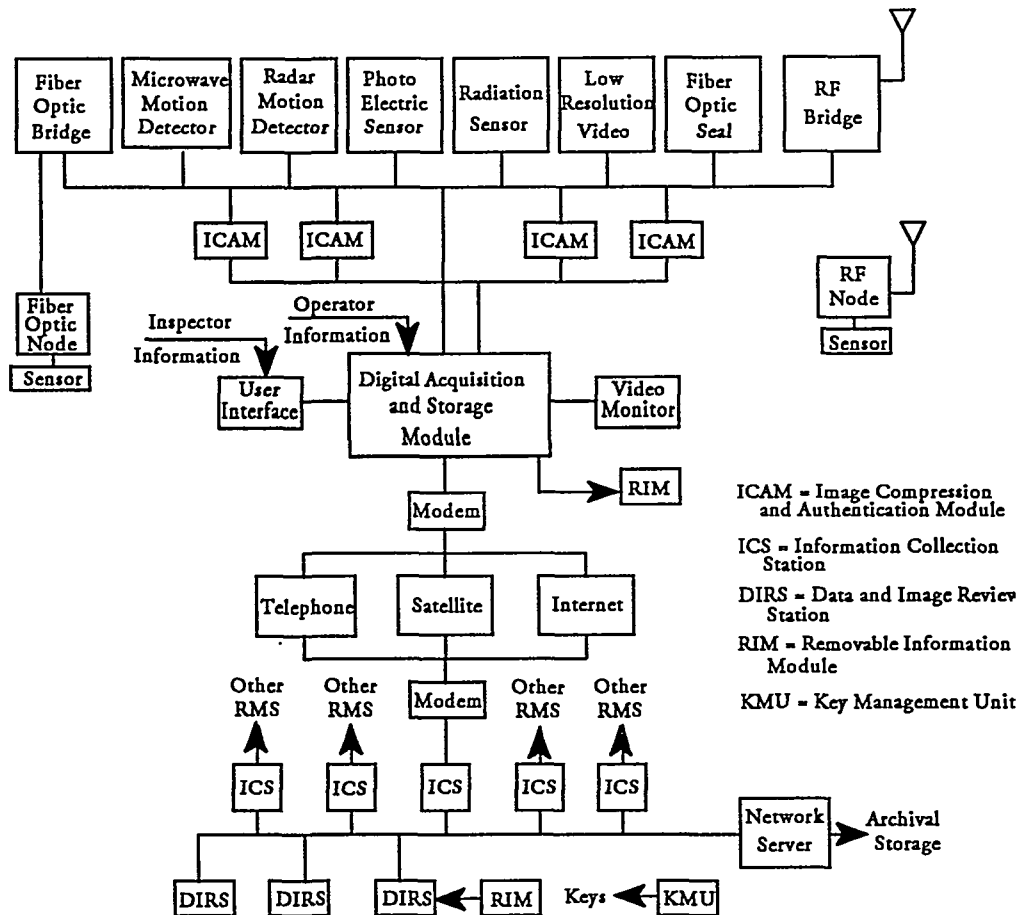 Fiber
Optic
Bridge
Microwave
Motion
Detector
Radar
Motion
Detector
Photo
Electric
Sensor
Radiation
Sensor
Low
Resolution
Video
Fiber
Optic
Seal
RF
Bridge
ICAM
ICAM
ICAM
ICAM
Fiber
Optic
Node
Sensor
RF
Node
Sensor
Inspector
Information
Operator
Information
User
Interface
Digital Acquisition
and Storage
Module
Video
Monitor
RIM
Modem
Telephone
Satellite
Internet
Modem
ICAM = Image Compression
and Authentication Module
ICS = Information Collection
Station
DIRS = Data and Image Review
Station
RIM = Removable Information
Module
KMU = Key Management Unit
Other
RMS
Other
RMS
Other
RMS
Other
RMS
ICS
ICS
ICS
ICS
ICS
Network
Server
Archival
Storage
DIRS
DIRS
DIRS
RIM
Keys
KMU